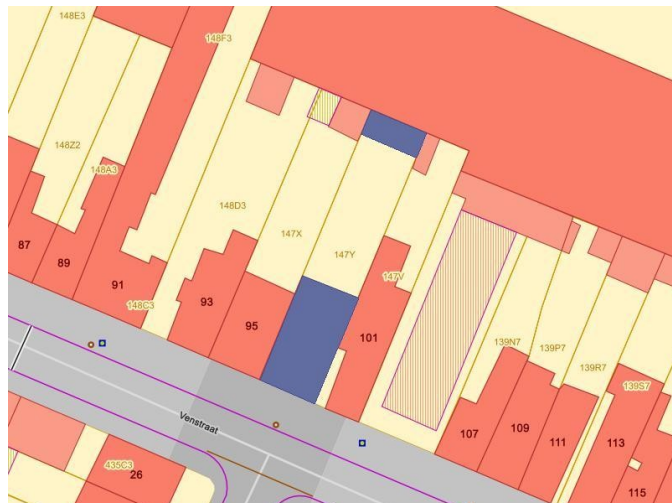 148E3
148F3
148Z2
148A3
148D3
147X
147Y
147V
87
89
91
148C3
93
95
101
139N7
139P7
139R7
139S7
107
109
111
113
115
Venstraat
435C3
26